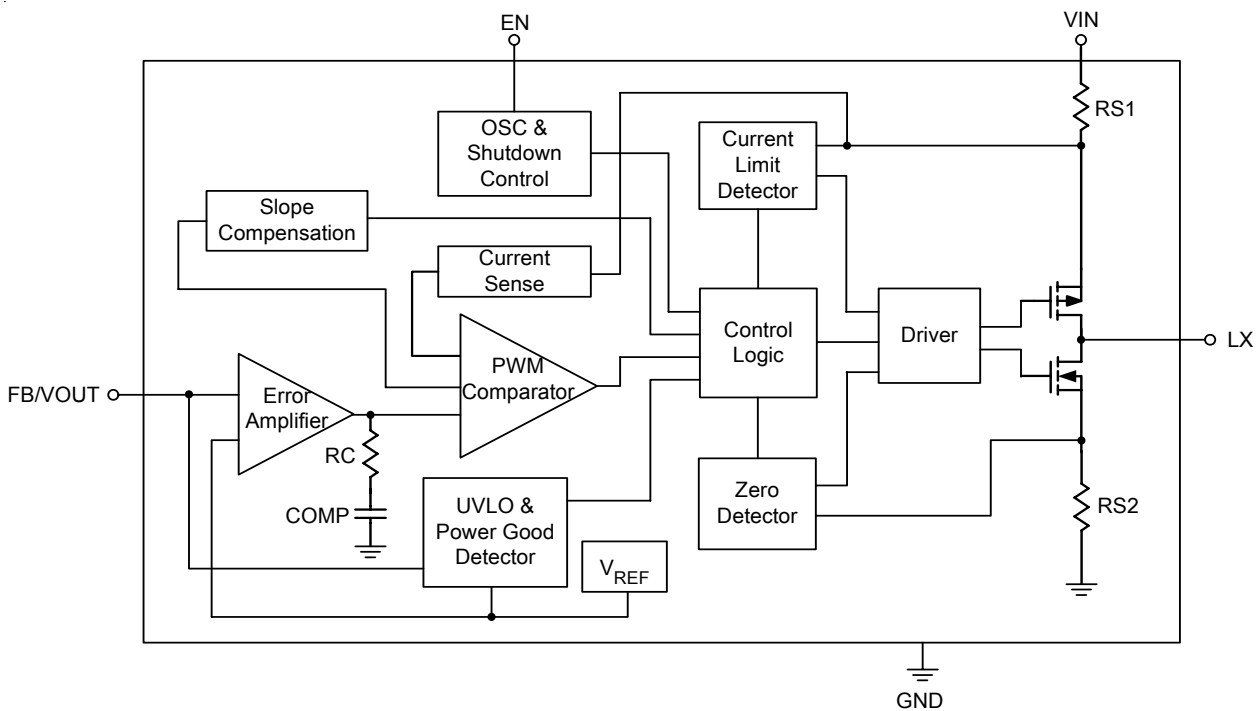 EN
VIN
RS1
OSC &
Shutdown
Control
Current
Limit
Detector
Slope
Compensation
Current
Sense
Control
Logic
Driver
LX
PWM
Comparator
FB/VOUT
Error
Amplifier
RC
COMP
UVLO &
Power Good
Detector
VREF
Zero
Detector
RS2
GND